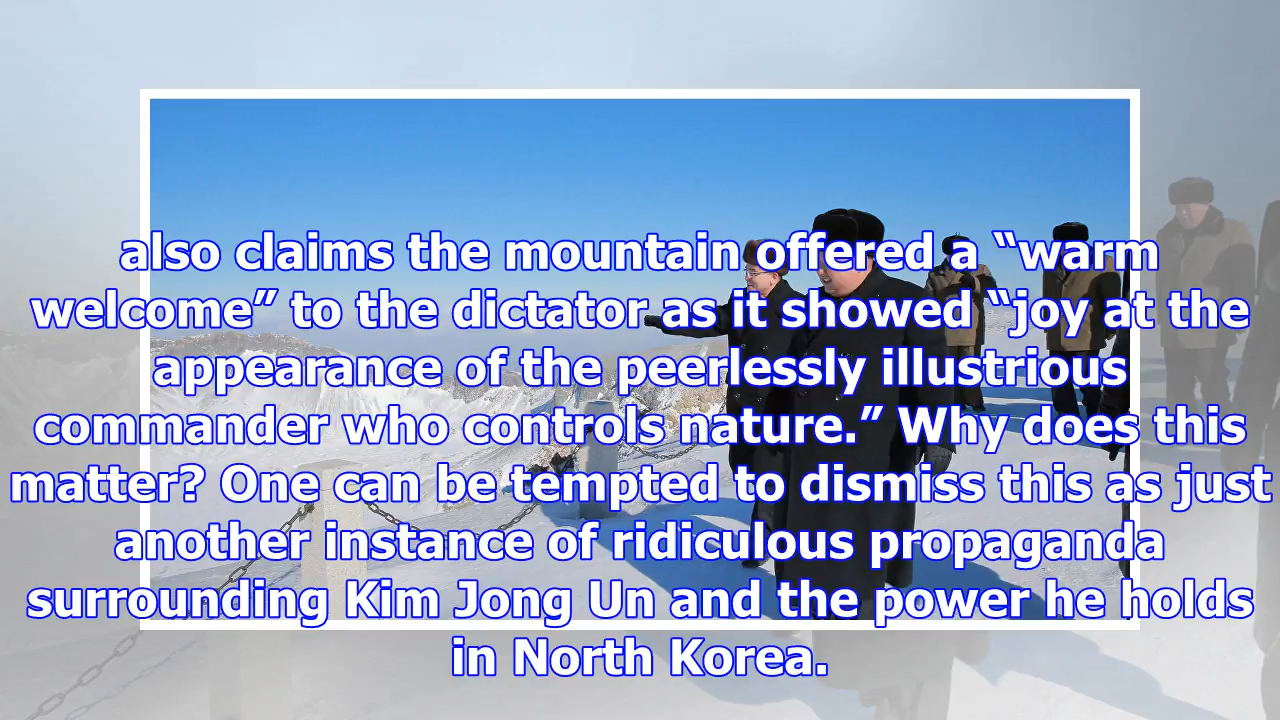 also claims the mountain offered a “warm
welcome” to the dictator as it showed “joy at the
appearance of the peerlessly illustrious
commander who controls nature.” Why does this
matter? One can be tempted to dismiss this as just
another instance of ridiculous propaganda
surrounding Kim Jong Un and the power he holds
in North Korea.